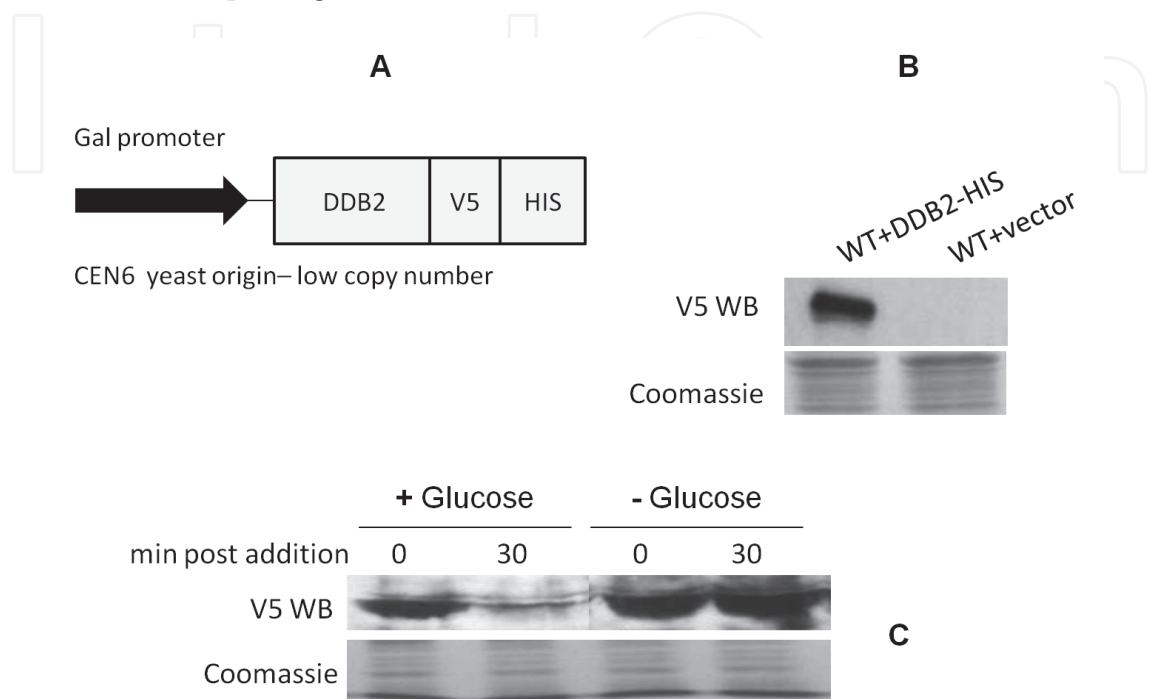 A
B
Gal promoter
DDB2 V5 HIS
CEN6 yeast origin– low copy number
WT+DDB2-HIS
WT+vector
V5 WB
Coomassie
+ Glucose - Glucose
min post addition 0 30 0 30
V5 WB
C
Coomassie